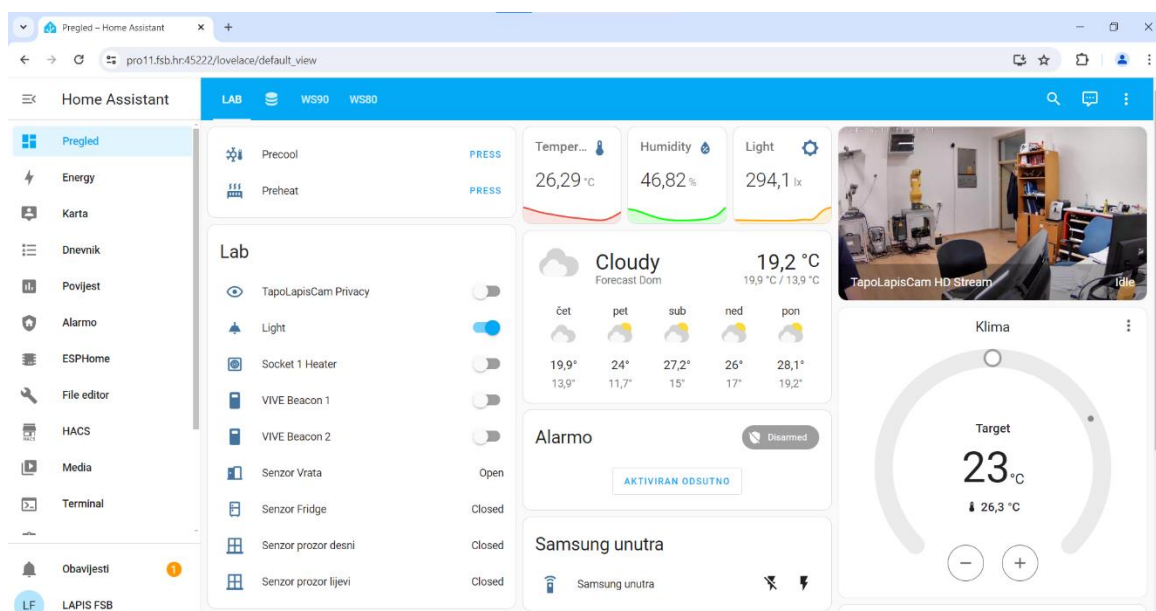 Pregled – Home Assistant
pro11.fsb.hr:45222/lovelace/default_view
Home Assistant
LAB WS90 WS80
Pregled
Energy
Karta
Dnevnik
Povijest
Alarmo
ESPHome
File editor
HACS
Media
Terminal
Obavijesti 1
LF LAPIS FSB
Precool PRESS
Preheat PRESS
Lab
TapoLapisCam Privacy
Light
Socket 1 Heater
VIVE Beacon 1
VIVE Beacon 2
Senzor Vrata Open
Senzor Fridge Closed
Senzor prozor desni Closed
Senzor prozor lijevi Closed
Temper... Humidity Light
26,29 °C 46,82 % 294,1 lx
Cloudy 19,2 °C
Forecast Dom 19,9 °C / 13,9 °C
čet pet sub ned pon
19,9° 24° 27,2° 26° 28,1°
13,9° 11,7° 15° 17° 19,2°
Alarmo Disarmed
AKTIVIRAN ODSUTNO
Samsung unutra
Samsung unutra
TapoLapisCam HD Stream Idle
Klima
Target
23 °C
26,3 °C